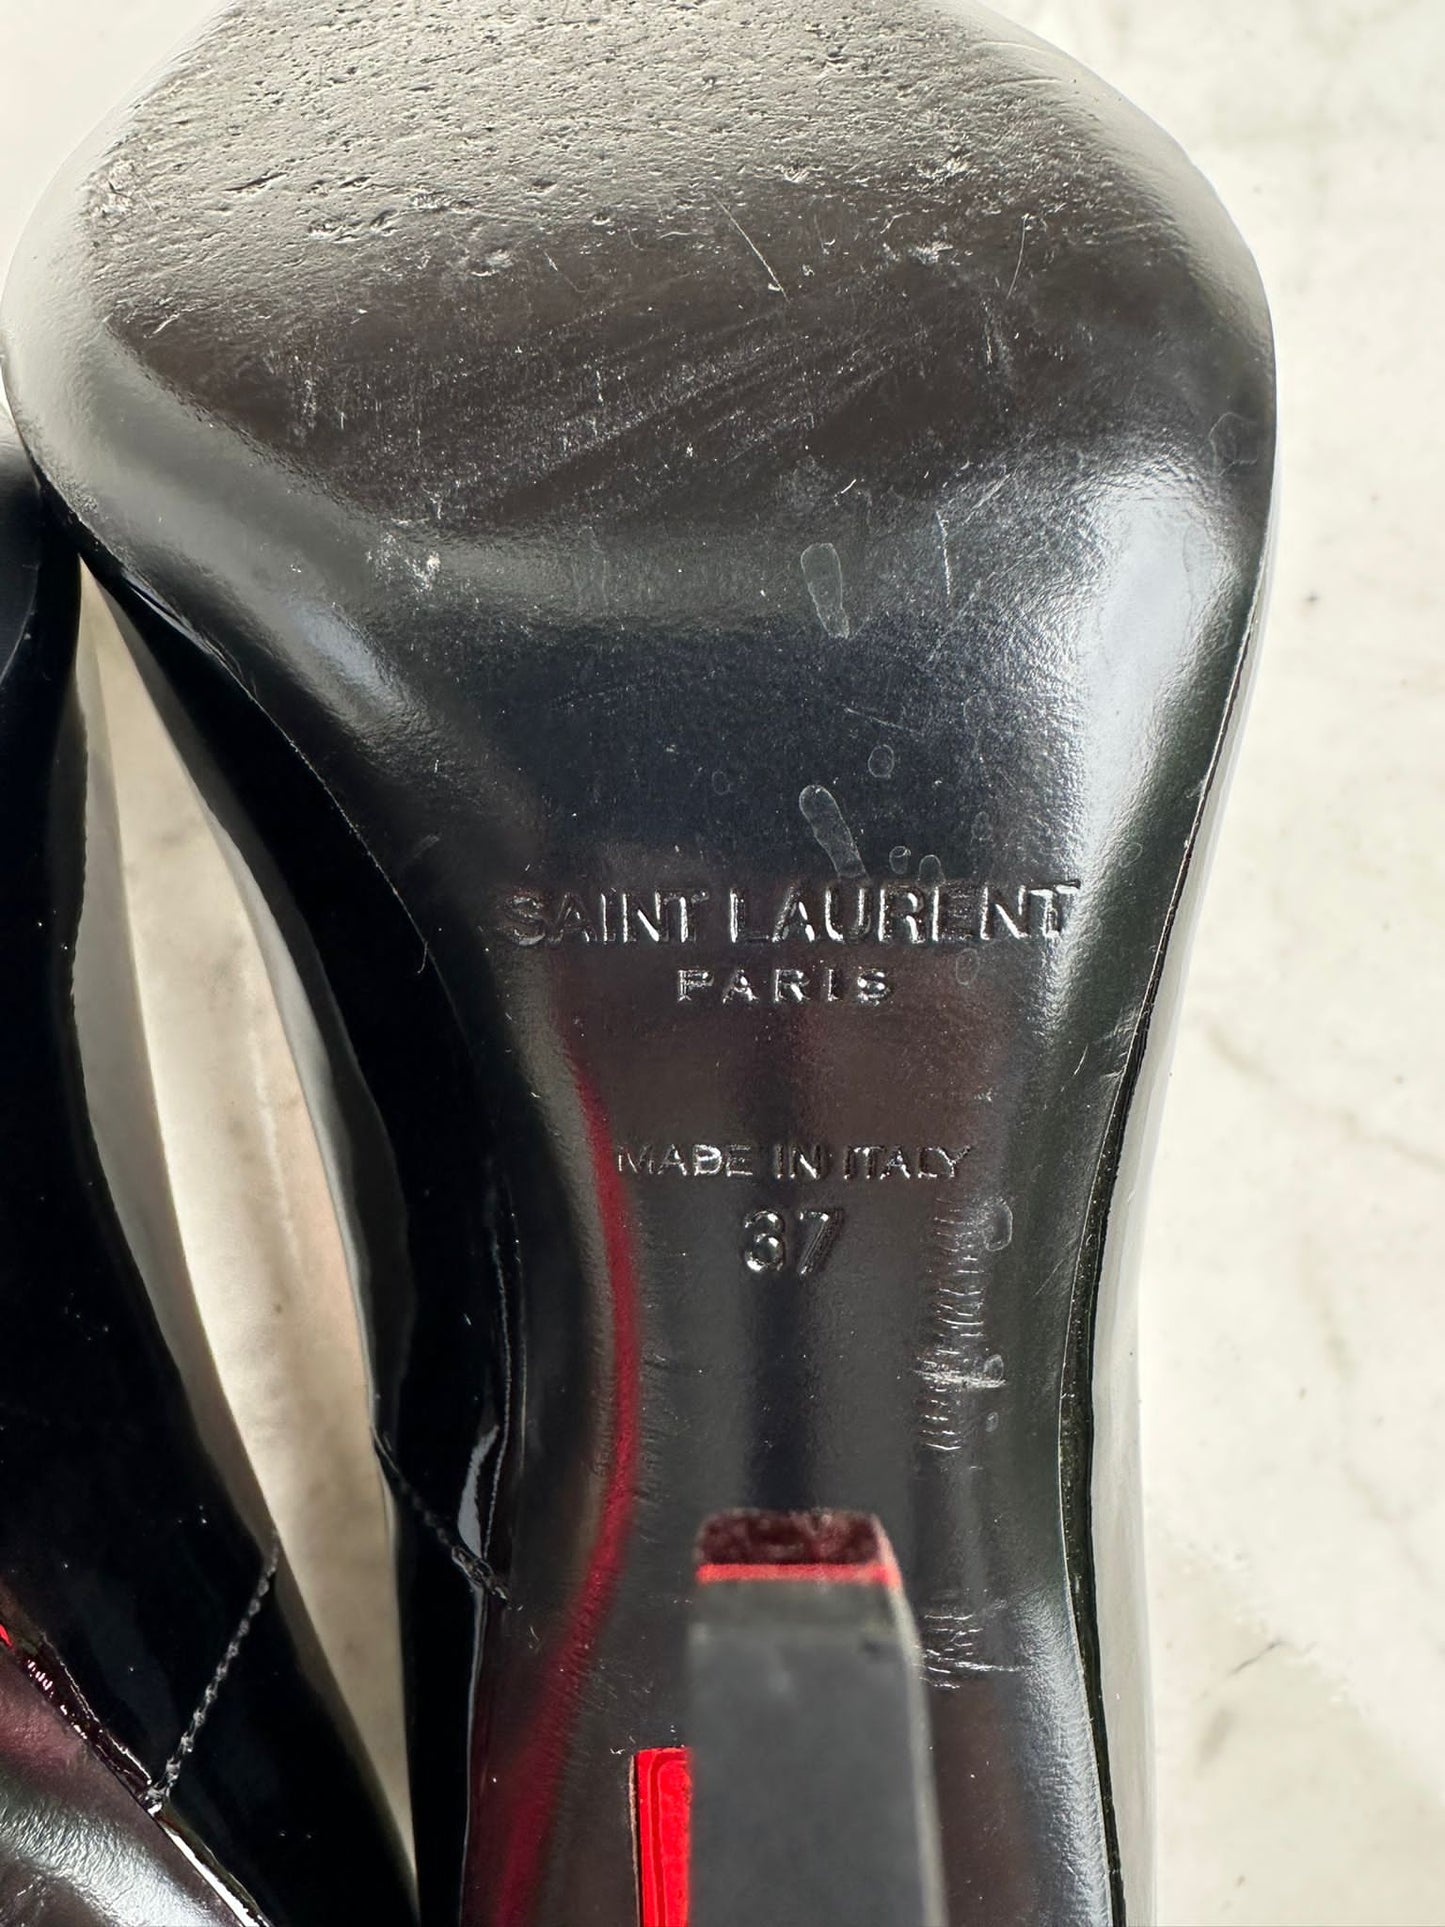 SAINT LAURENT
PARIS
MADE IN ITALY
37